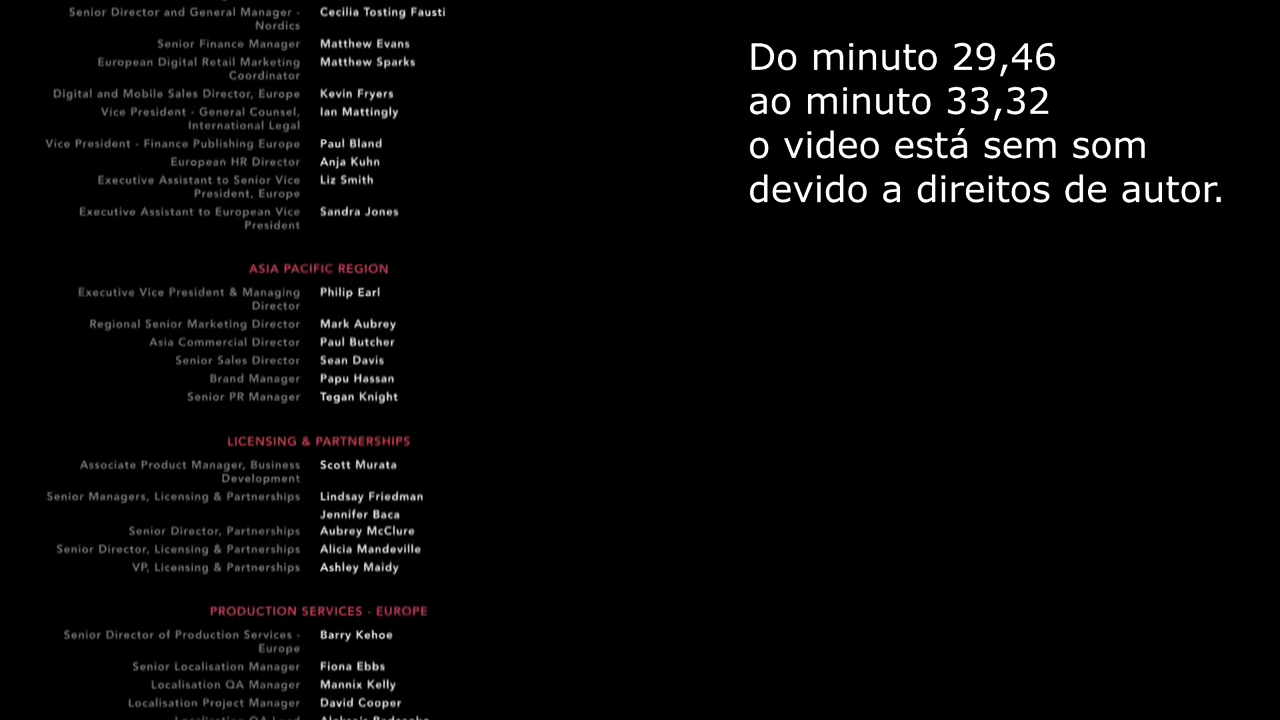 Senior Director and General Manager - Cecilia Tosting Fausti
Nordics
Senior Finance Manager Matthew Evans
European Digital Retail Marketing Matthew Sparks
Coordinator
Digital and Mobile Sales Director, Europe Kevin Fryers
Vice President - General Counsel, Ian Mattingly
International Legal
Vice President - Finance Publishing Europe Paul Bland
European HR Director Anja Kuhn
Executive Assistant to Senior Vice Liz Smith
President, Europe
Executive Assistant to European Vice Sandra Jones
President
ASIA PACIFIC REGION
Executive Vice President & Managing Philip Earl
Director
Regional Senior Marketing Director Mark Aubrey
Asia Commercial Director Paul Butcher
Senior Sales Director Sean Davis
Brand Manager Papu Hassan
Senior PR Manager Tegan Knight
LICENSING & PARTNERSHIPS
Associate Product Manager, Business Scott Murata
Development
Senior Managers, Licensing & Partnerships Lindsay Friedman
Jennifer Baca
Senior Director, Partnerships Aubrey McClure
Senior Director, Licensing & Partnerships Alicia Mandeville
VP, Licensing & Partnerships Ashley Maidy
PRODUCTION SERVICES - EUROPE
Senior Director of Production Services - Barry Kehoe
Europe
Senior Localisation Manager Fiona Ebbs
Localisation QA Manager Mannix Kelly
Localisation Project Manager David Cooper
Do minuto 29,46
ao minuto 33,32
o video está sem som
devido a direitos de autor.